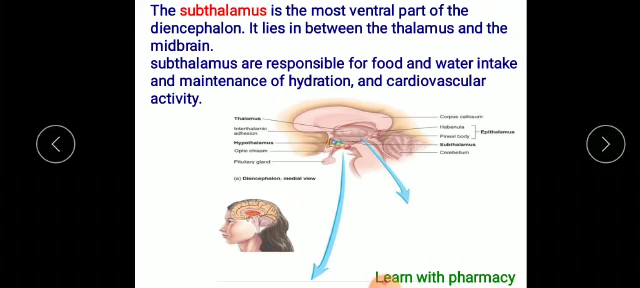 The subthalamus is the most ventral part of the
diencephalon. It lies in between the thalamus and the
midbrain.
subthalamus are responsible for food and water intake
and maintenance of hydration, and cardiovascular
activity.
Thalamus
Interthalamic
adhesion
Hypothalamus
Optic chiasm
Pituitary gland
Corpus callosum
Habenula
Pineal body
Epithalamus
Subthalamus
Cerebellum
(a) Diencephalon, medial view
Learn with pharmacy